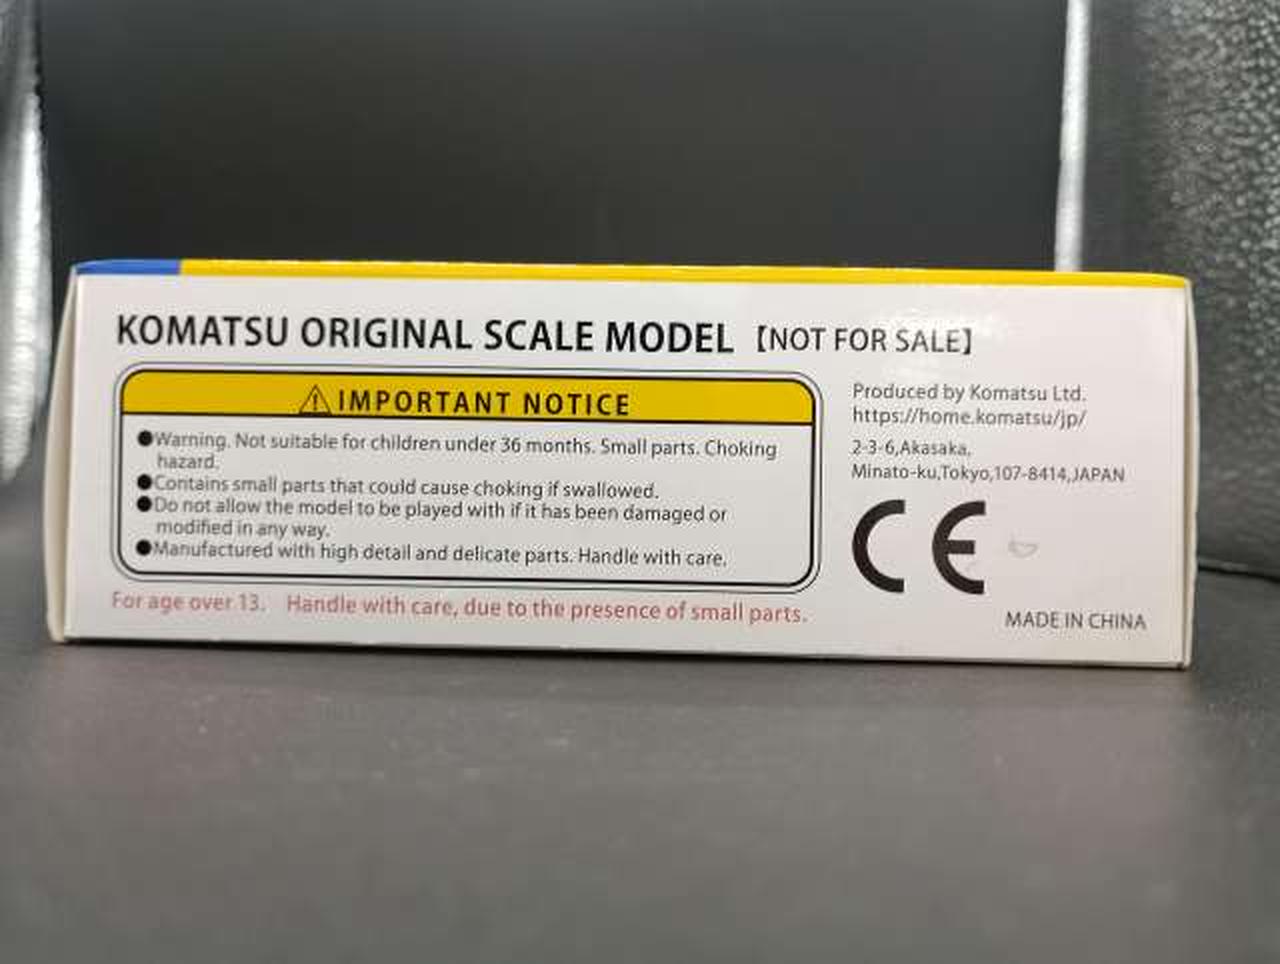 KOMATSU ORIGINAL SCALE MODEL 【NOT FOR SALE】
⚠IMPORTANT NOTICE
●Warning. Not suitable for children under 36 months. Small parts. Choking
hazard.
●Contains small parts that could cause choking if swallowed.
●Do not allow the model to be played with if it has been damaged or
modified in any way.
●Manufactured with high detail and delicate parts. Handle with care.
For age over 13. Handle with care, due to the presence of small parts.
Produced by Komatsu Ltd.
https://home.komatsu/jp/
2-3-6,Akasaka,
Minato-ku,Tokyo,107-8414,JAPAN
CE
MADE IN CHINA